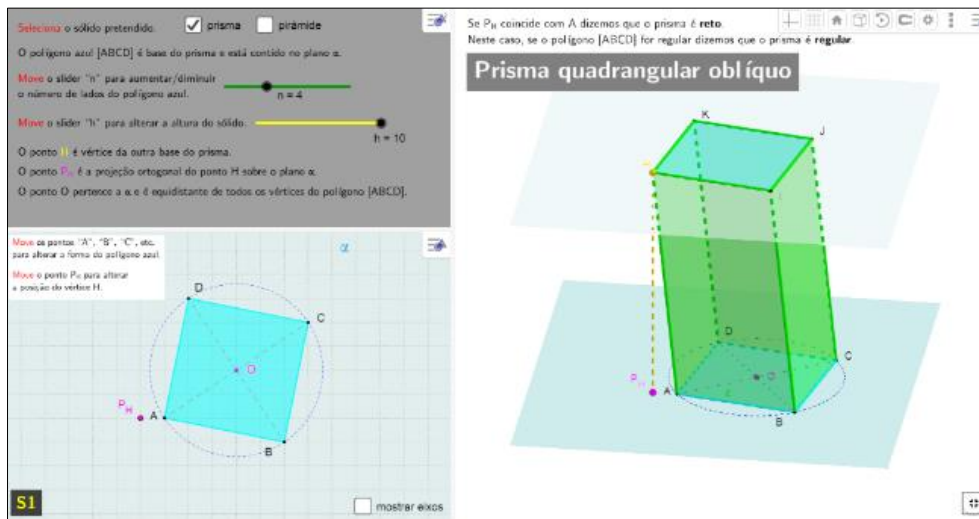 Seleciona o sólido pretendido.
prisma
pirâmide
O polígono azul [ABCD] é base do prisma e está contido no plano α.
Move o slider "n" para aumentar/diminuir
o número de lados do polígono azul.
n = 4
Move o slider "h" para alterar a altura do sólido.
h = 10
O ponto H é vértice da outra base do prisma.
O ponto P_H é a projeção ortogonal do ponto H sobre o plano α.
O ponto O pertence a α e é equidistante de todos os vértices do polígono [ABCD].
Move os pontos "A", "B", "C", etc.
para alterar a forma do polígono azul.
Move o ponto P_H para alterar
a posição do vértice H.
α
D
C
O
P_H
A
B
S1
mostrar eixos
Se P_H coincide com A dizemos que o prisma é reto.
Neste caso, se o polígono [ABCD] for regular dizemos que o prisma é regular.
Prisma quadrangular oblíquo
K
J
D
C
O
P_H
A
B